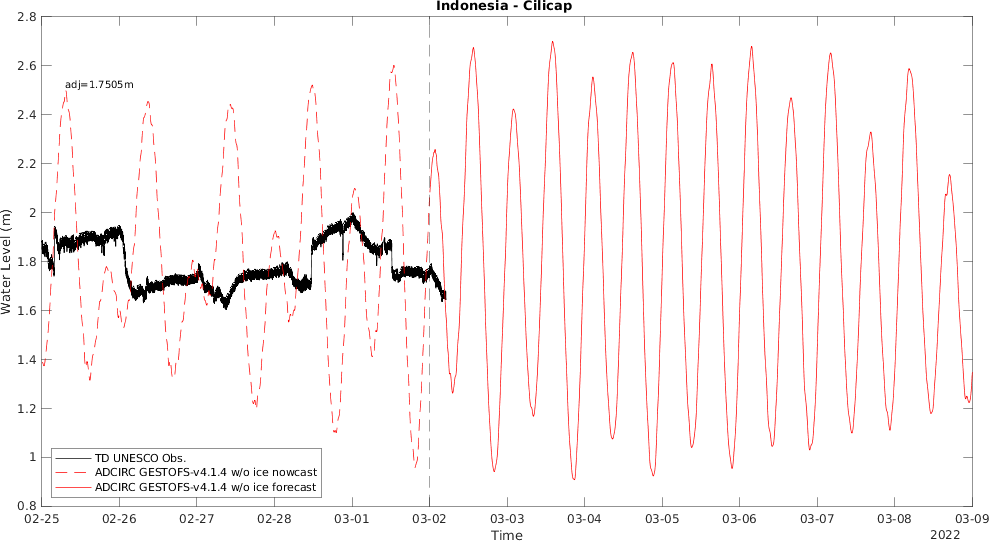 Indonesia - Cilicap
2.8
2.6
adj=1.7505m
2.4
2.2
2
1.8
1.6
1.4
1.2
1
0.8
Water Level (m)
TD UNESCO Obs.
ADCIRC GESTOFS-v4.1.4 w/o ice nowcast
ADCIRC GESTOFS-v4.1.4 w/o ice forecast
02-25 02-26 02-27 02-28 03-01 03-02 03-03 03-04 03-05 03-06 03-07 03-08 03-09
Time
2022